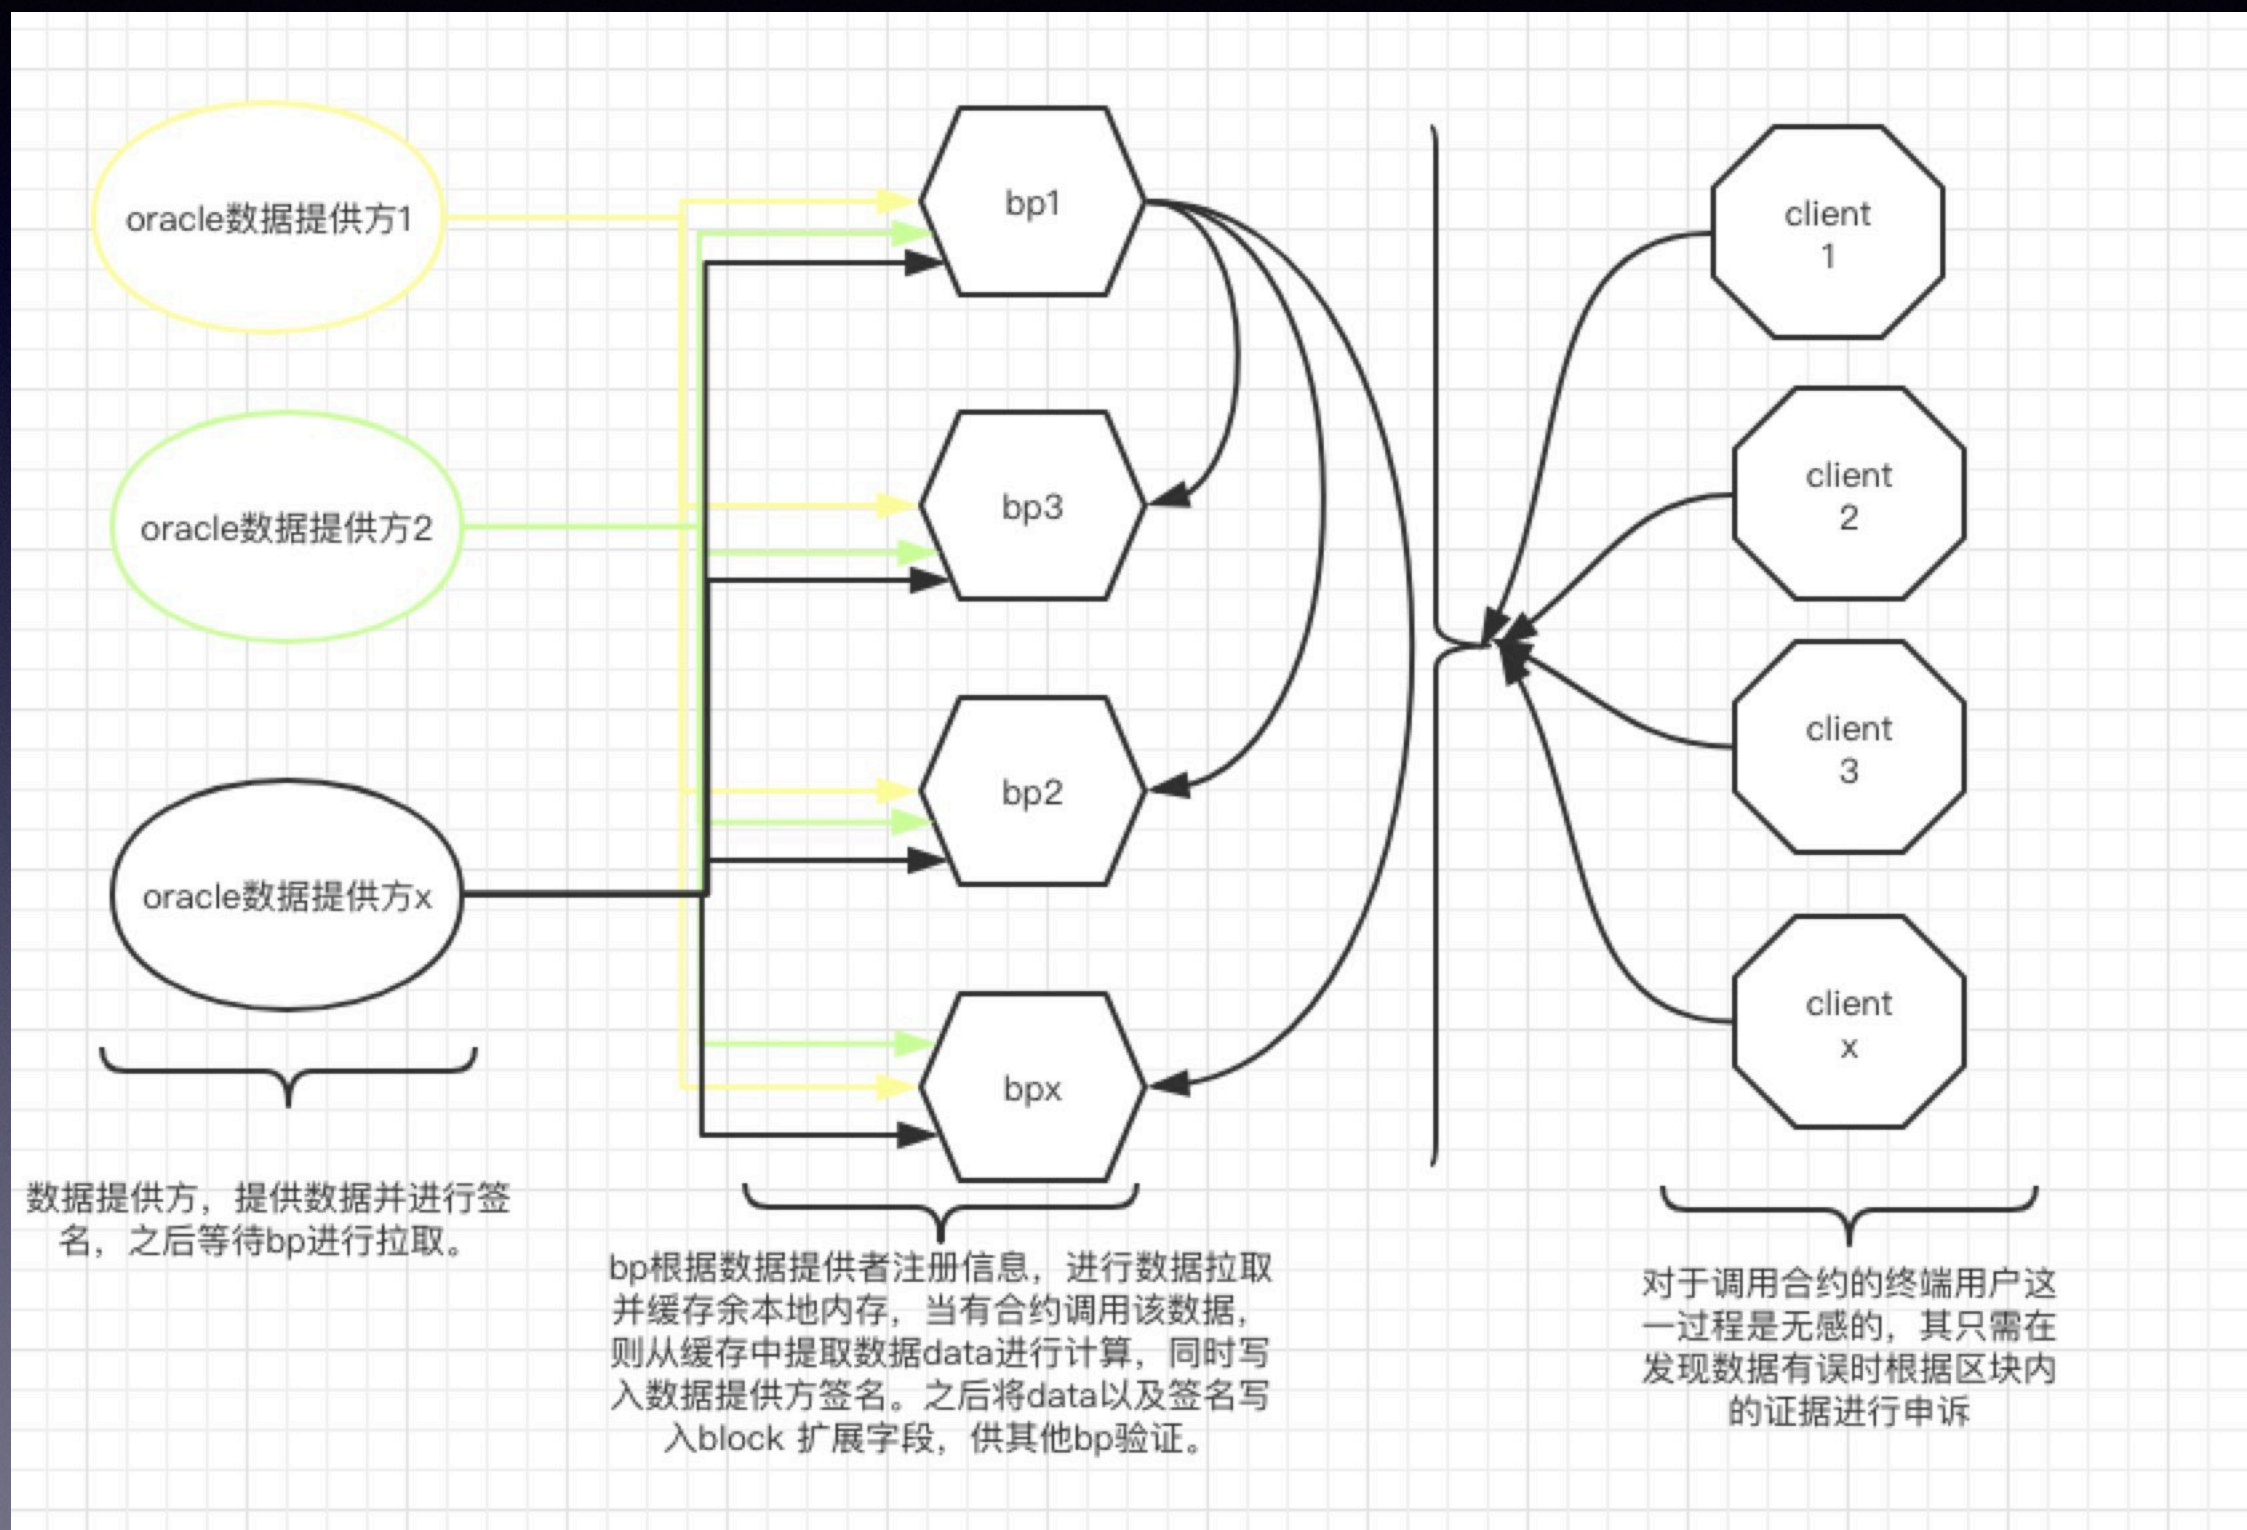 oracle数据提供方1
oracle数据提供方2
oracle数据提供方x
数据提供方，提供数据并进行签
名，之后等待bp进行拉取。
bp1
bp3
bp2
bpx
bp根据数据提供者注册信息，进行数据拉取
并缓存余本地内存，当有合约调用该数据，
则从缓存中提取数据data进行计算，同时写
入数据提供方签名。之后将data以及签名写
入block 扩展字段，供其他bp验证。
client
1
client
2
client
3
client
x
对于调用合约的终端用户这
一过程是无感的，其只需在
发现数据有误时根据区块内
的证据进行申诉